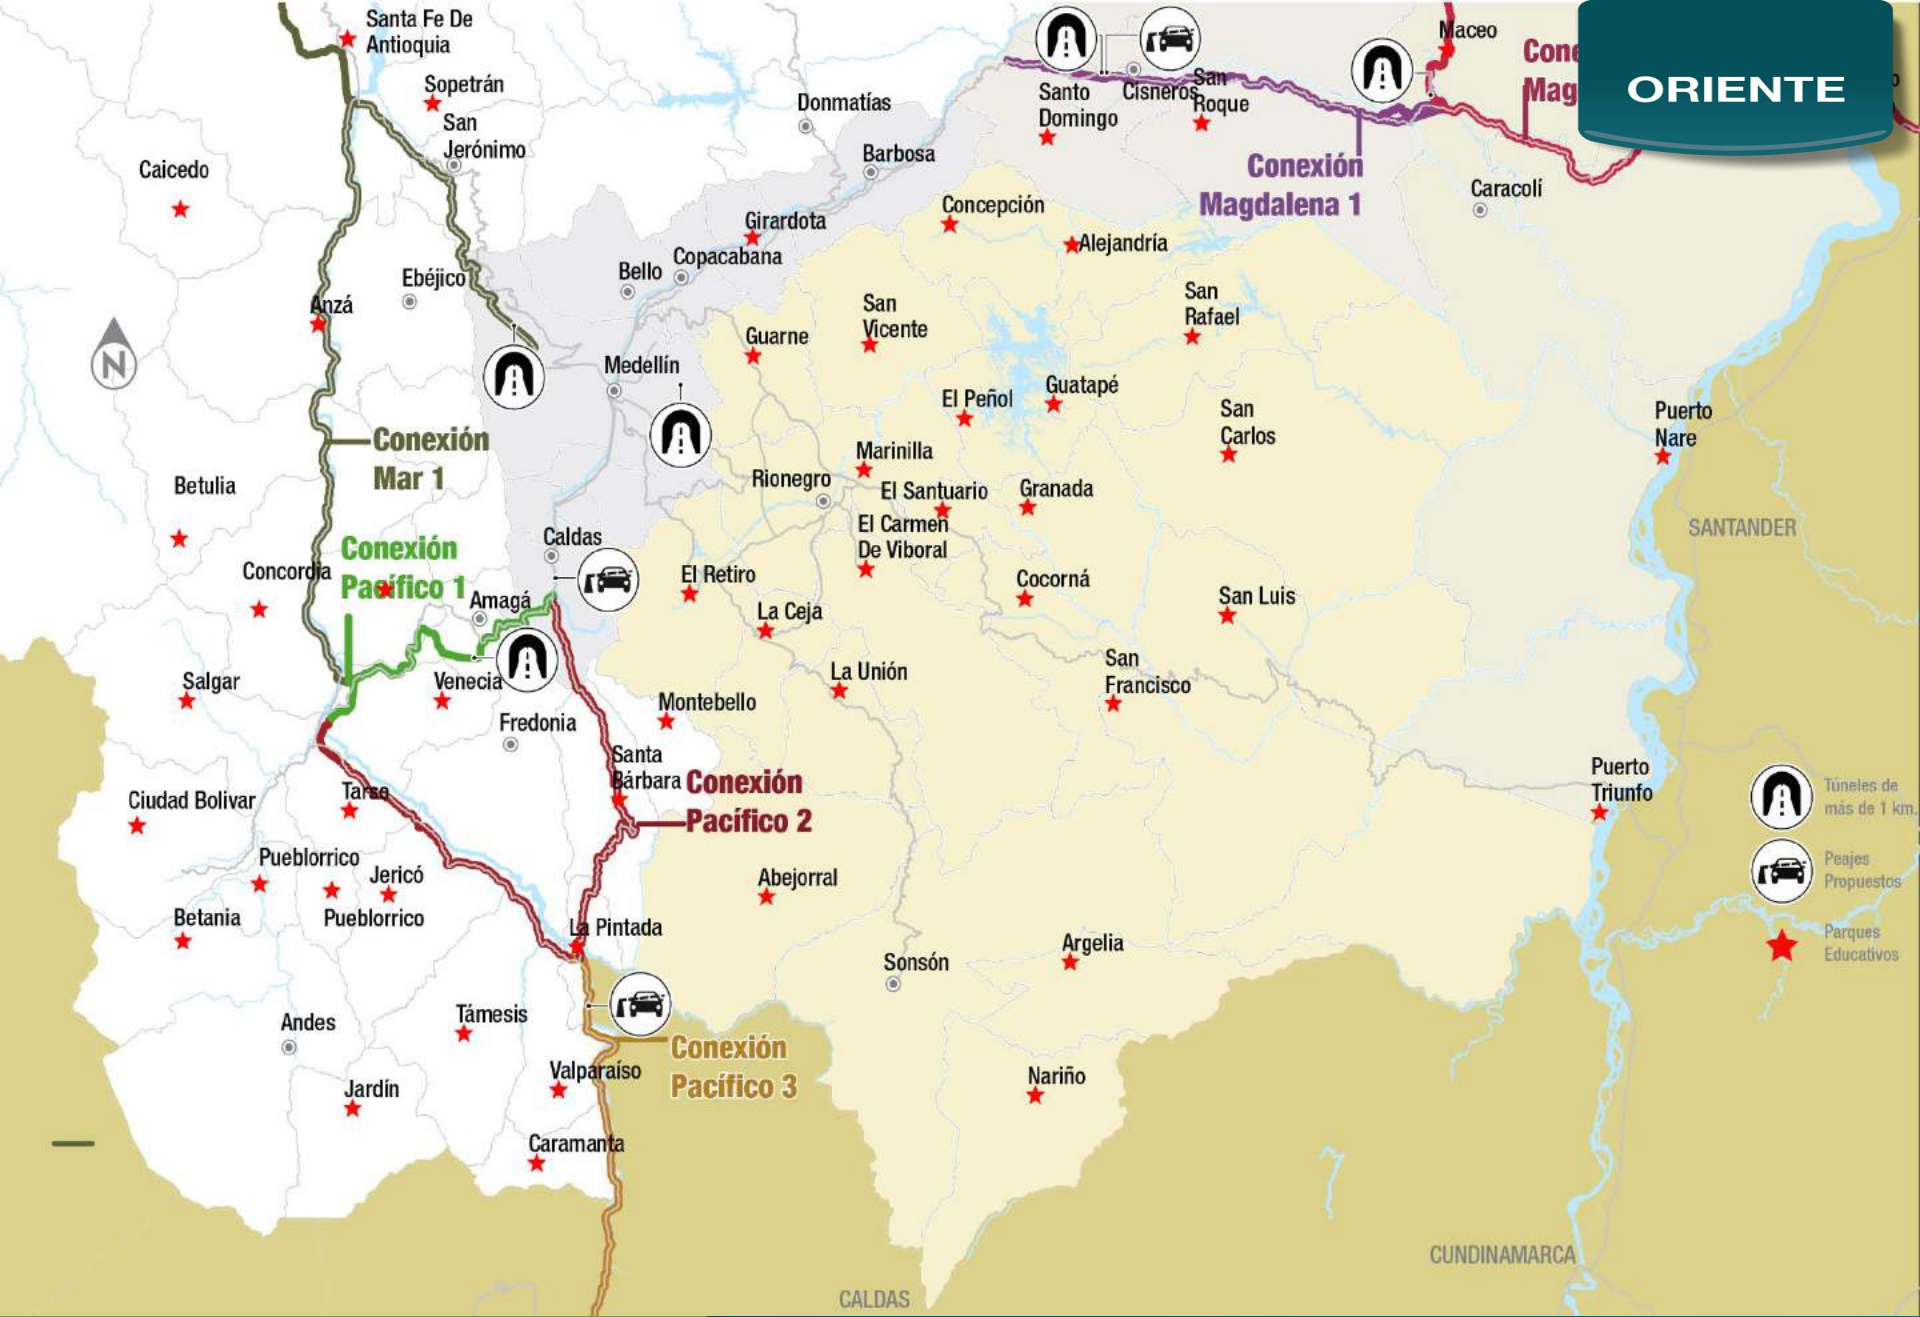 Santa Fe De
Antioquia
Maceo
Cone
Mag
ORIENTE
Sopetrán
San
Jerónimo
Donmatías
Santo
Domingo
Cisneros
San
Roque
Barbosa
Caicedo
Conexión
Magdalena 1
Caracolí
Concepción
Girardota
Alejandría
Copacabana
Bello
Ebéjico
Anzá
San
Vicente
San
Rafael
Guarne
N
Medellín
El Peñol
Guatapé
San
Carlos
Puerto
Nare
Conexión
Mar 1
Marinilla
Rionegro
El Santuario
Granada
Betulia
El Carmen
De Viboral
SANTANDER
Caldas
Conexión
Pacífico 1
Concordia
El Retiro
Cocorná
Amagá
La Ceja
San Luis
Salgar
Venecia
La Unión
San
Francisco
Montebello
Fredonia
Santa
Bárbara
Conexión
Pacífico 2
Puerto
Triunfo
Túneles de
más de 1 km.
Ciudad Bolivar
Tarso
Pueblorrico
Jericó
Abejorral
Peajes
Propuestos
Betania
Pueblorrico
La Pintada
Argelia
Parques
Educativos
Sonsón
Andes
Támesis
Conexión
Pacífico 3
Valparaíso
Jardín
Nariño
Caramanta
CUNDINAMARCA
CALDAS